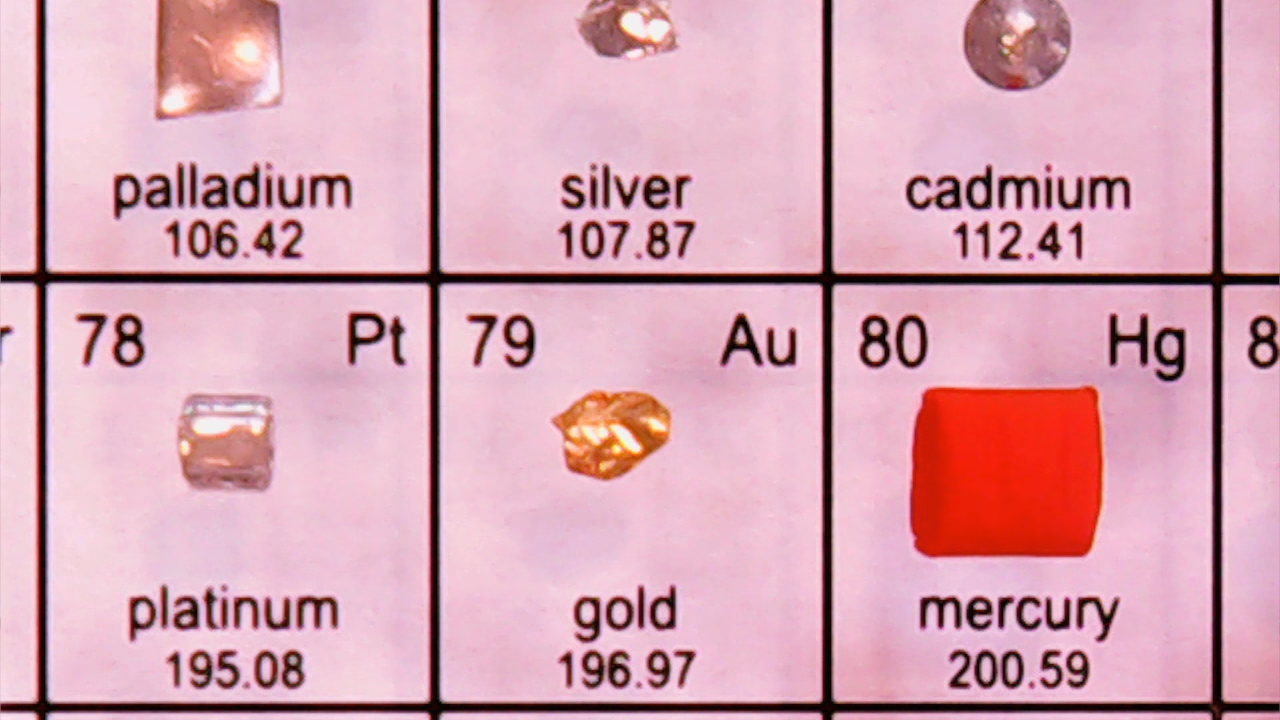 palladium silver cadmium
106.42 107.87 112.41
78 Pt 79 Au 80 Hg
platinum gold mercury
195.08 196.97 200.59